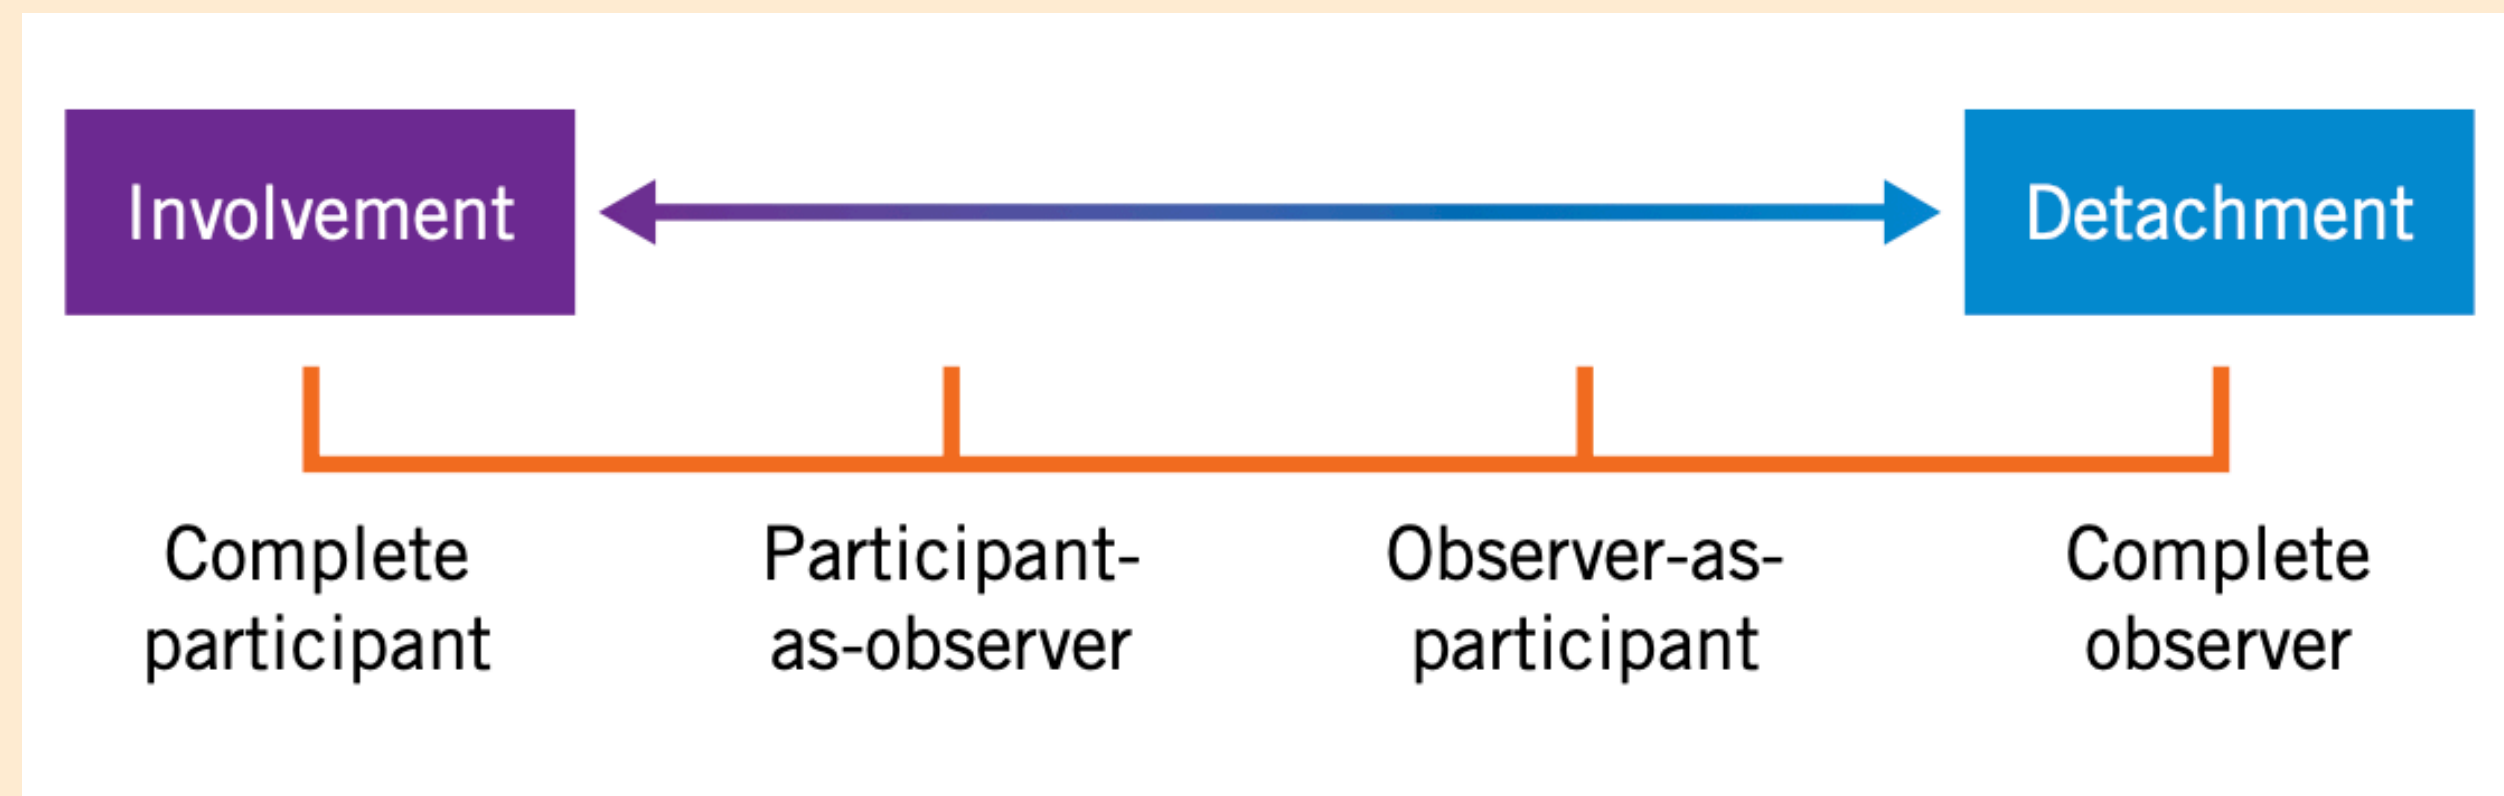 Involvement
Detachment
Complete
participant
Participant-
as-observer
Observer-as-
participant
Complete
observer